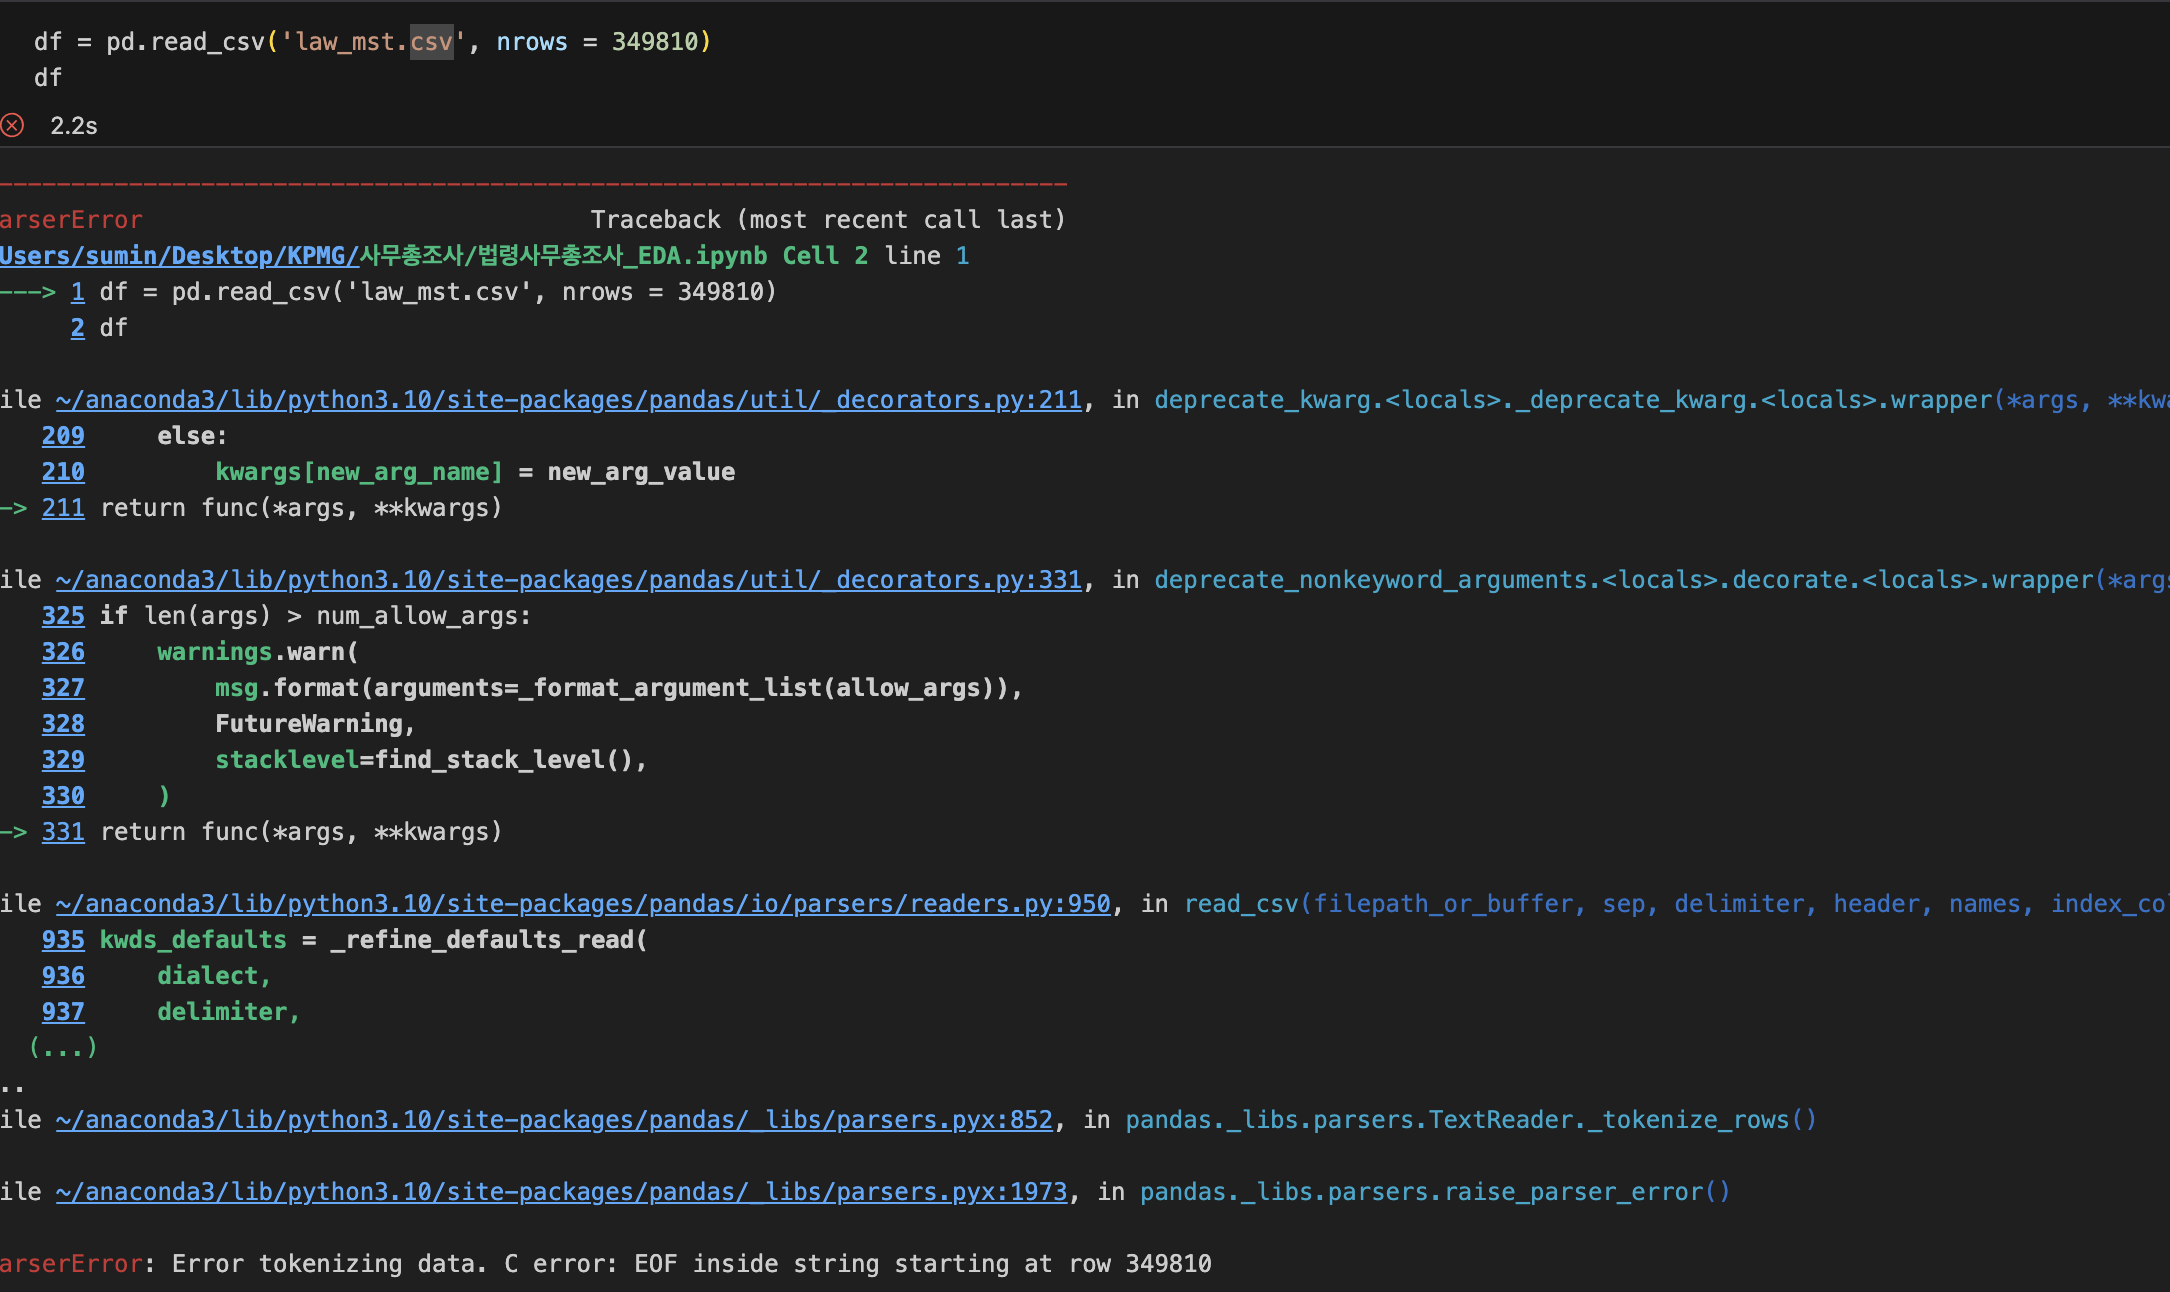 df = pd.read_csv('law_mst.csv', nrows = 349810)
df
2.2s
--------------------------------------------------------------------------
arserError                               Traceback (most recent call last)
Users/sumin/Desktop/KPMG/사무총조사/법령사무총조사_EDA.ipynb Cell 2 line 1
----> 1 df = pd.read_csv('law_mst.csv', nrows = 349810)
      2 df
ile ~/anaconda3/lib/python3.10/site-packages/pandas/util/_decorators.py:211, in deprecate_kwarg.<locals>._deprecate_kwarg.<locals>.wrapper(*args, **kwa
    209     else:
    210         kwargs[new_arg_name] = new_arg_value
-> 211 return func(*args, **kwargs)
ile ~/anaconda3/lib/python3.10/site-packages/pandas/util/_decorators.py:331, in deprecate_nonkeyword_arguments.<locals>.decorate.<locals>.wrapper(*args
    325 if len(args) > num_allow_args:
    326     warnings.warn(
    327         msg.format(arguments=_format_argument_list(allow_args)),
    328         FutureWarning,
    329         stacklevel=find_stack_level(),
    330     )
-> 331 return func(*args, **kwargs)
ile ~/anaconda3/lib/python3.10/site-packages/pandas/io/parsers/readers.py:950, in read_csv(filepath_or_buffer, sep, delimiter, header, names, index_col
    935 kwds_defaults = _refine_defaults_read(
    936     dialect,
    937     delimiter,
   (...)
..
ile ~/anaconda3/lib/python3.10/site-packages/pandas/_libs/parsers.pyx:852, in pandas._libs.parsers.TextReader._tokenize_rows()
ile ~/anaconda3/lib/python3.10/site-packages/pandas/_libs/parsers.pyx:1973, in pandas._libs.parsers.raise_parser_error()
arserError: Error tokenizing data. C error: EOF inside string starting at row 349810